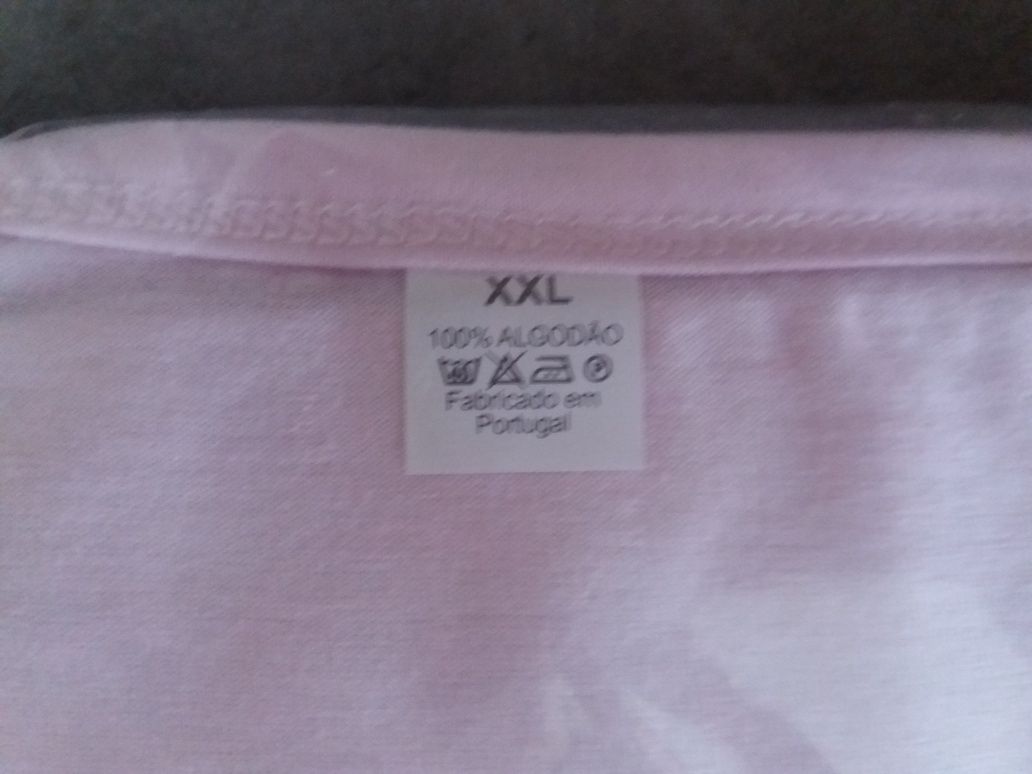 XXL
100% ALGODÃO
P
Fabricado em
Portugal